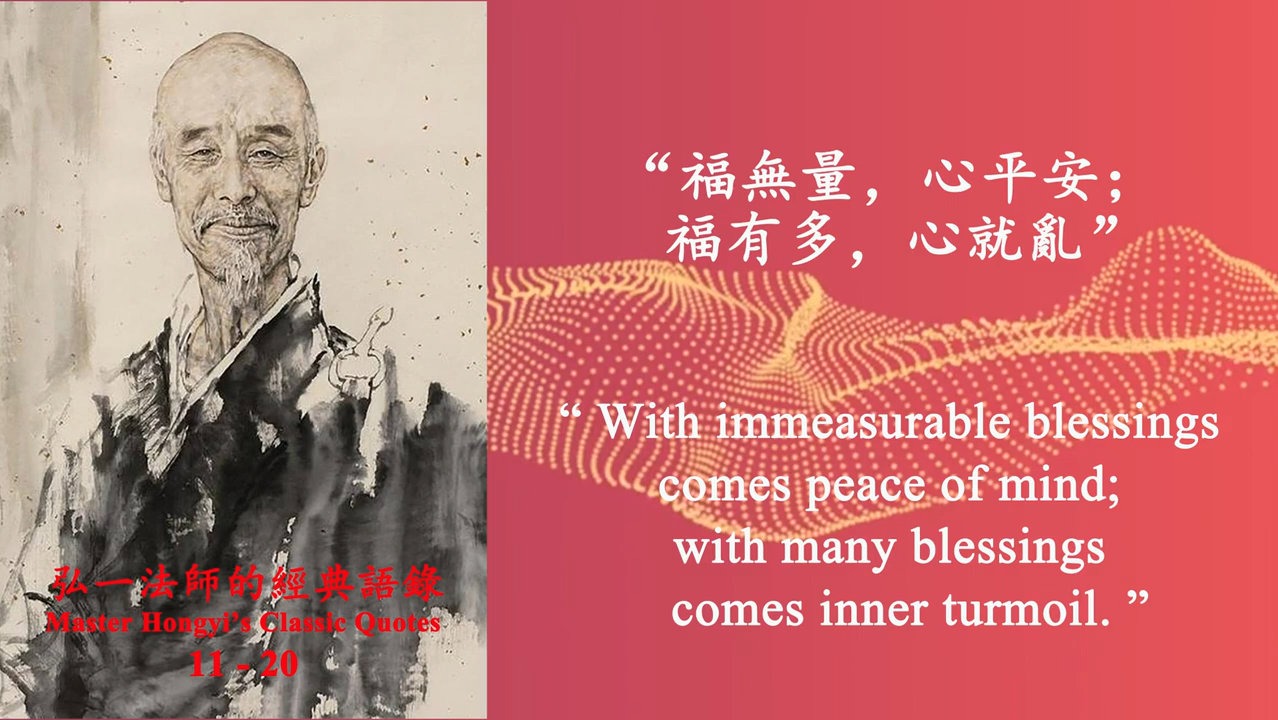 弘一法師的經典語錄
Master Hongyi's Classic Quotes
11 - 20
“福無量，心平安；
福有多，心就亂”
“ With immeasurable blessings
comes peace of mind;
with many blessings
comes inner turmoil. ”